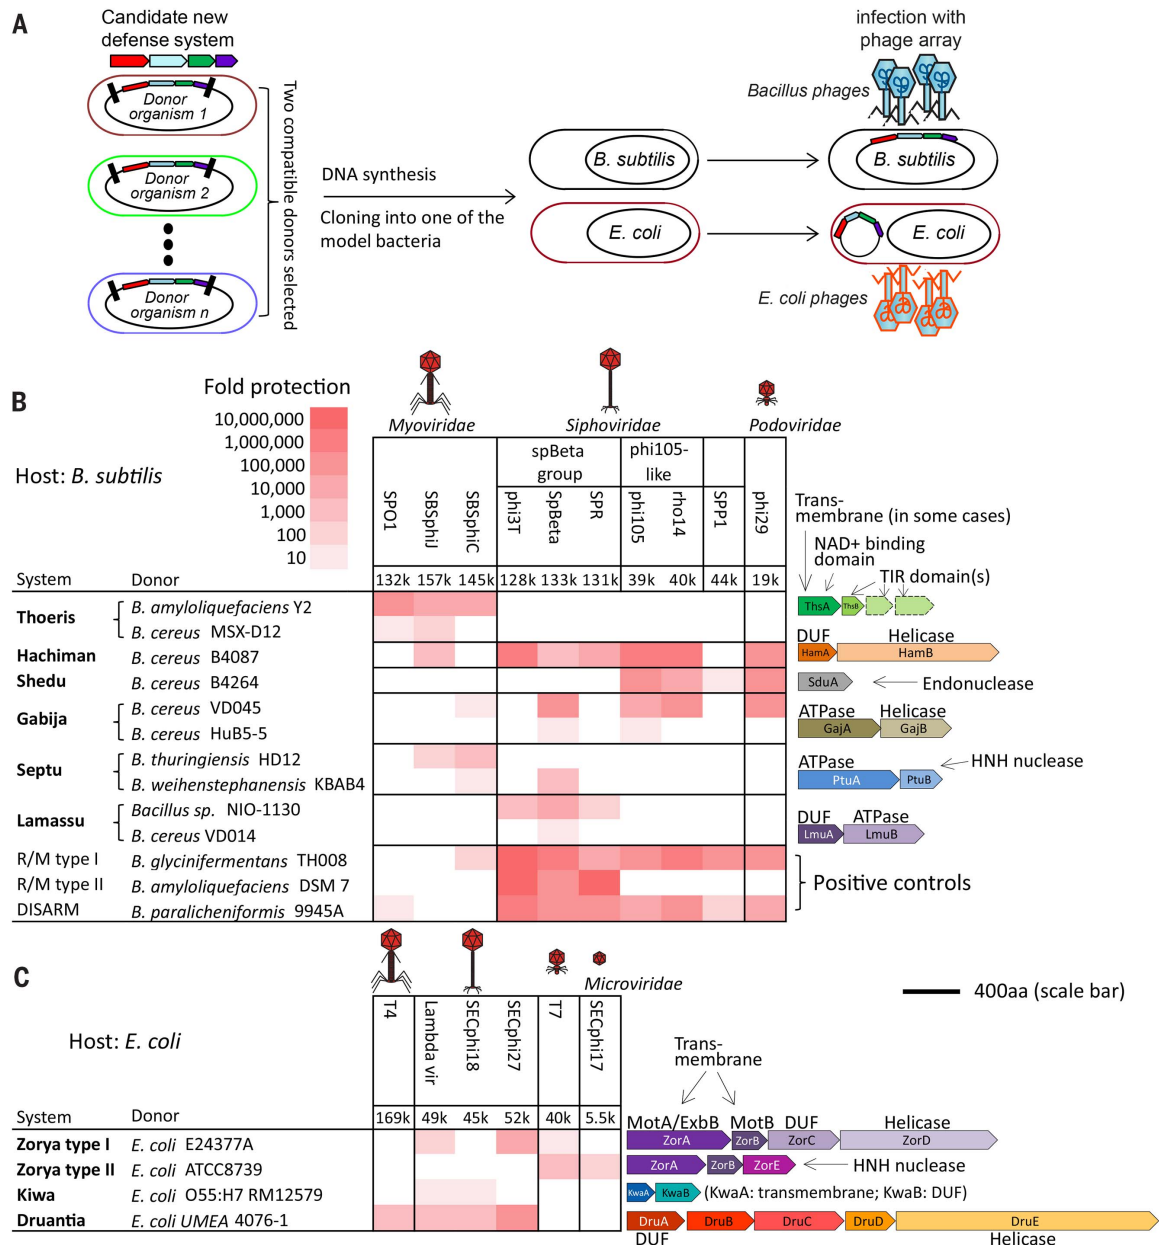 A
Candidate new
defense system
Donor
organism 1
Donor
organism 2
Donor
organism n
Two compatible donors selected
DNA synthesis
Cloning into one of the
model bacteria
B. subtilis
E. coli
infection with
phage array
Bacillus phages
B. subtilis
E. coli
E. coli phages
B
Fold protection
10,000,000
1,000,000
100,000
10,000
1,000
100
10
Host: B. subtilis
Myoviridae
Siphoviridae
Podoviridae
spBeta
group
phi105-
like
SPO1
SBSphiJ
SBSphiC
phi3T
SpBeta
SPR
phi105
rho14
SPP1
phi29
System Donor 132k 157k 145k 128k 133k 131k 39k 40k 44k 19k
Thoeris
B. amyloliquefaciens Y2
B. cereus MSX-D12
Hachiman B. cereus B4087
Shedu B. cereus B4264
Gabija
B. cereus VD045
B. cereus HuB5-5
Septu
B. thuringiensis HD12
B. weihenstephanensis KBAB4
Lamassu
Bacillus sp. NIO-1130
B. cereus VD014
R/M type I B. glycinifermentans TH008
R/M type II B. amyloliquefaciens DSM 7
DISARM B. paralicheniformis 9945A
Positive controls
Trans-
membrane (in some cases)
NAD+ binding
domain
TIR domain(s)
ThsA ThsB
DUF Helicase
HamA HamB
SduA Endonuclease
ATPase Helicase
GajA GajB
HNH nuclease
ATPase
PtuA PtuB
DUF ATPase
LmuA LmuB
C
Microviridae
400aa (scale bar)
Host: E. coli
T4
Lambda vir
SECphi18
SECphi27
T7
SECphi17
System Donor 169k 49k 45k 52k 40k 5.5k
Zorya type I E. coli E24377A
Zorya type II E. coli ATCC8739
Kiwa E. coli O55:H7 RM12579
Druantia E. coli UMEA 4076-1
Trans-
membrane
MotA/ExbB MotB DUF Helicase
ZorA ZorB ZorC ZorD
ZorA ZorB ZorE HNH nuclease
KwaA KwaB (KwaA: transmembrane; KwaB: DUF)
DruA DruB DruC DruD DruE
DUF Helicase